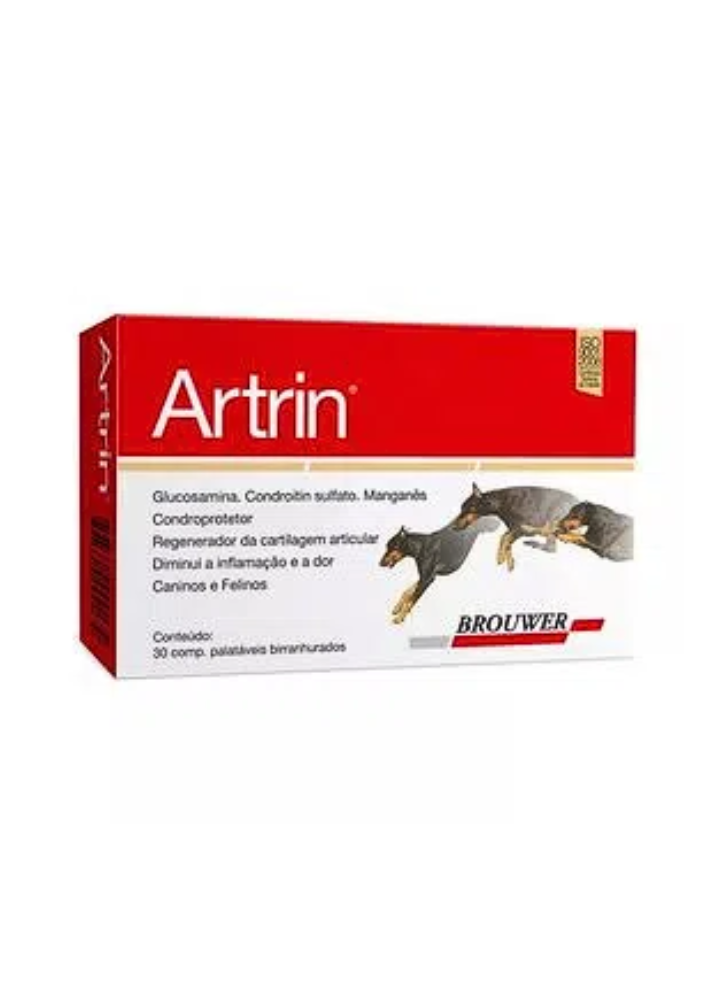 Artrin®
Artrin
Glucosamina, Condroitin sulfato, Manganês
Condroprotetor
Regenerador da cartilagem articular
Diminui a inflamação e a dor
Caninos e Felinos
BROUWER
Conteúdo:
30 comp. palatáveis birranhurados
ISO